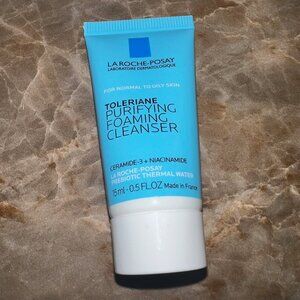 LA ROCHE-POSAY
LABORATOIRE DERMATOLOGIQUE
FOR NORMAL TO OILY SKIN
TOLERIANE
PURIFYING
FOAMING
CLEANSER
CERAMIDE-3 + NIACINAMIDE
LA ROCHE-POSAY
PREBIOTIC THERMAL WATER
15ml - 0.5 FL.OZ Made in France